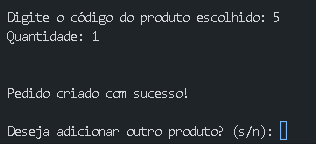 Digite o código do produto escolhido: 5
Quantidade: 1
Pedido criado com sucesso!
Deseja adicionar outro produto? (s/n):